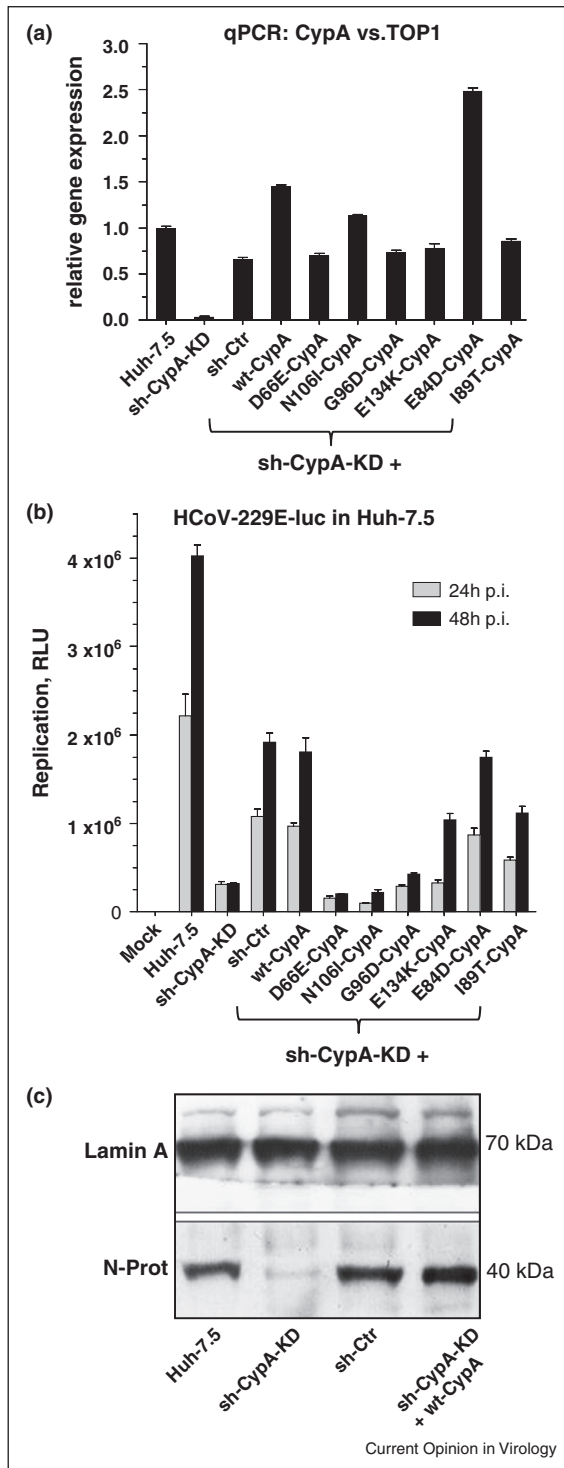 (a)
qPCR: CypA vs.TOP1
relative gene expression
3.0
2.5
2.0
1.5
1.0
0.5
0.0
Huh-7.5
sh-CypA-KD
sh-Ctr
wt-CypA
D66E-CypA
N106I-CypA
G96D-CypA
E134K-CypA
E84D-CypA
I89T-CypA
sh-CypA-KD +
(b)
HCoV-229E-luc in Huh-7.5
Replication, RLU
4 x10⁶
3 x10⁶
2 x10⁶
1 x10⁶
0
24h p.i.
48h p.i.
Mock
Huh-7.5
sh-CypA-KD
sh-Ctr
wt-CypA
D66E-CypA
N106I-CypA
G96D-CypA
E134K-CypA
E84D-CypA
I89T-CypA
sh-CypA-KD +
(c)
Lamin A
70 kDa
N-Prot
40 kDa
Huh-7.5
sh-CypA-KD
sh-Ctr
sh-CypA-KD
+ wt-CypA
Current Opinion in Virology